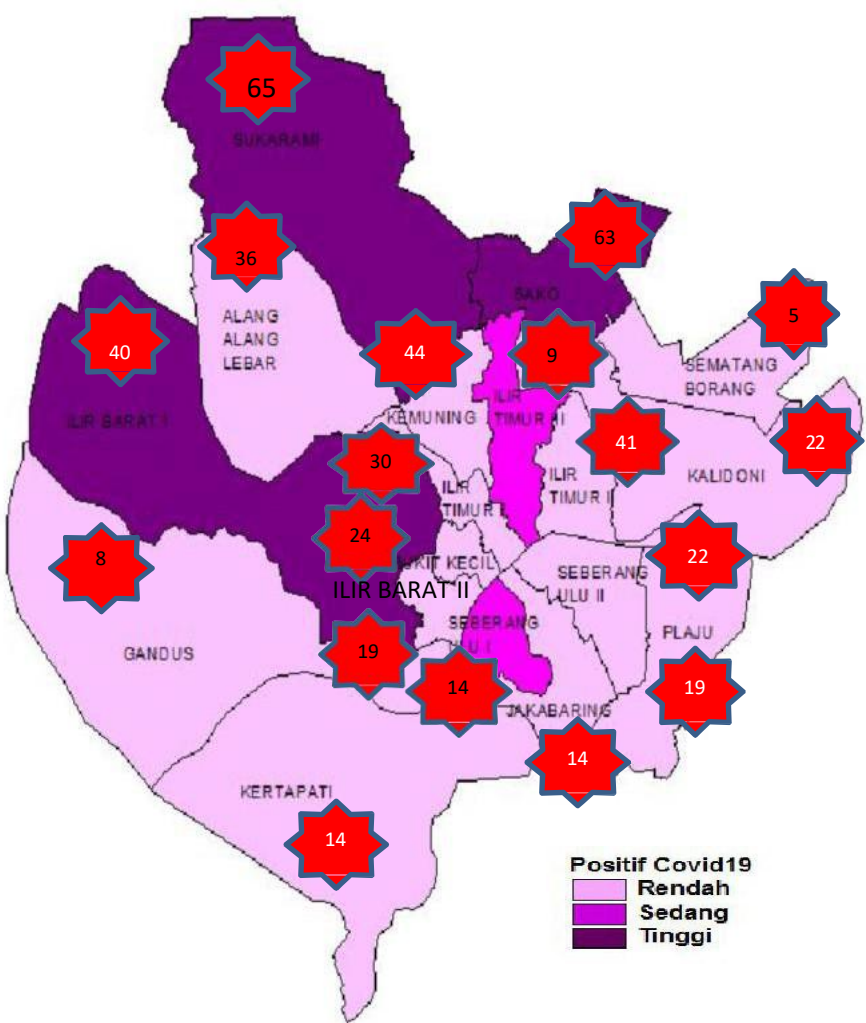 65
SUKARAMI
63
36
SAKO
5
ALANG
ALANG
LEBAR
40
44
9
SEMATANG
BORANG
ILIR BARAT I
KEMUNING
ILIR
TIMUR III
41
22
KALIDONI
30
ILIR
TIMUR
ILIR
TIMUR I
24
8
BUKIT KECIL
22
SEBERANG
ULU II
ILIR BARAT II
SEBERANG
ULU I
PLAJU
GANDUS
19
14
19
JAKABARING
14
KERTAPATI
14
Positif Covid19
Rendah
Sedang
Tinggi